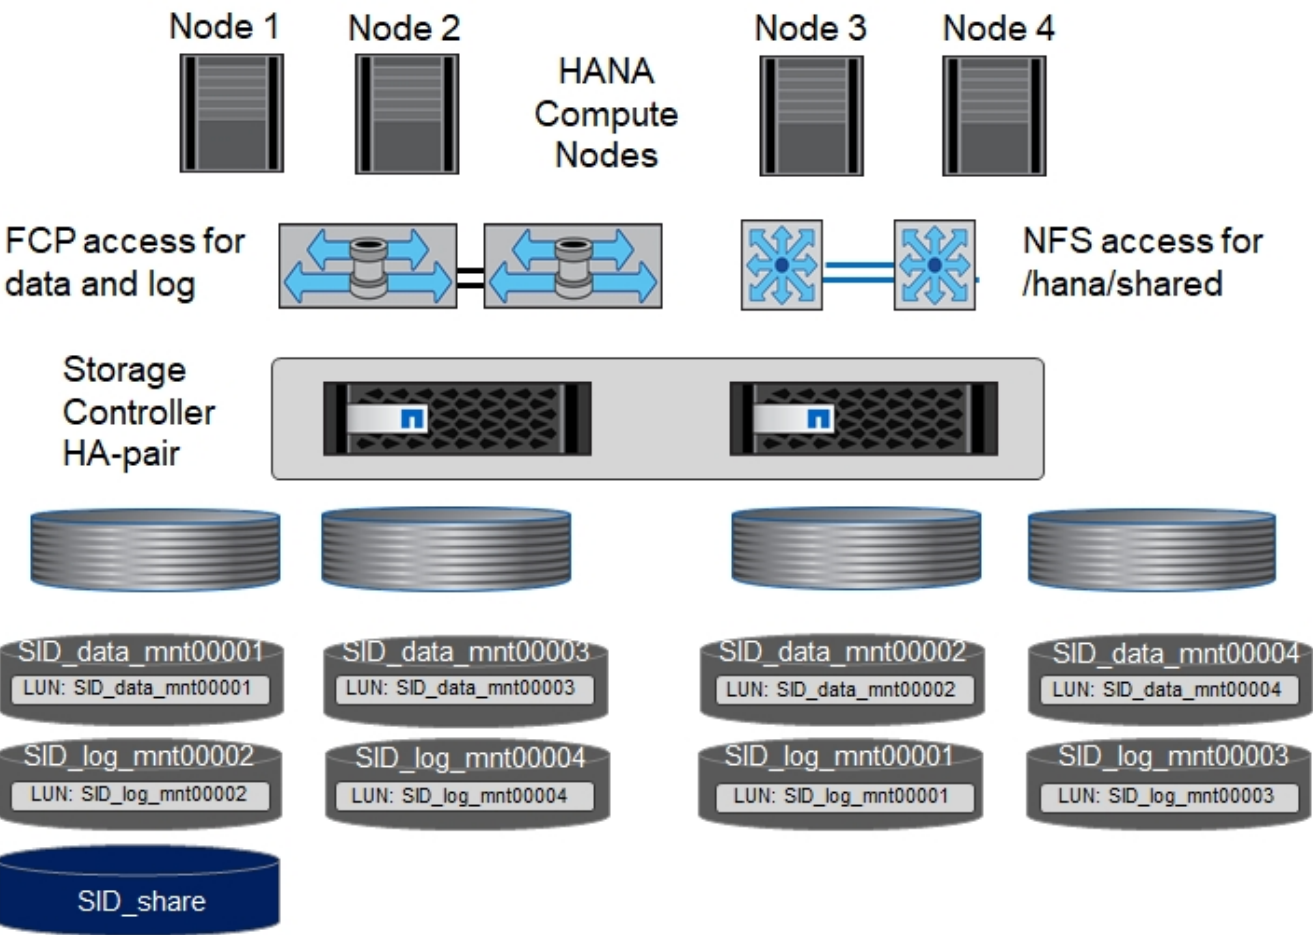 Node 1
Node 2
Node 3
Node 4
HANA
Compute
Nodes
FCP access for
data and log
NFS access for
/hana/shared
Storage
Controller
HA-pair
SID_data_mnt00001
LUN: SID_data_mnt00001
SID_data_mnt00003
LUN: SID_data_mnt00003
SID_data_mnt00002
LUN: SID_data_mnt00002
SID_data_mnt00004
LUN: SID_data_mnt00004
SID_log_mnt00002
LUN: SID_log_mnt00002
SID_log_mnt00004
LUN: SID_log_mnt00004
SID_log_mnt00001
LUN: SID_log_mnt00001
SID_log_mnt00003
LUN: SID_log_mnt00003
SID_share